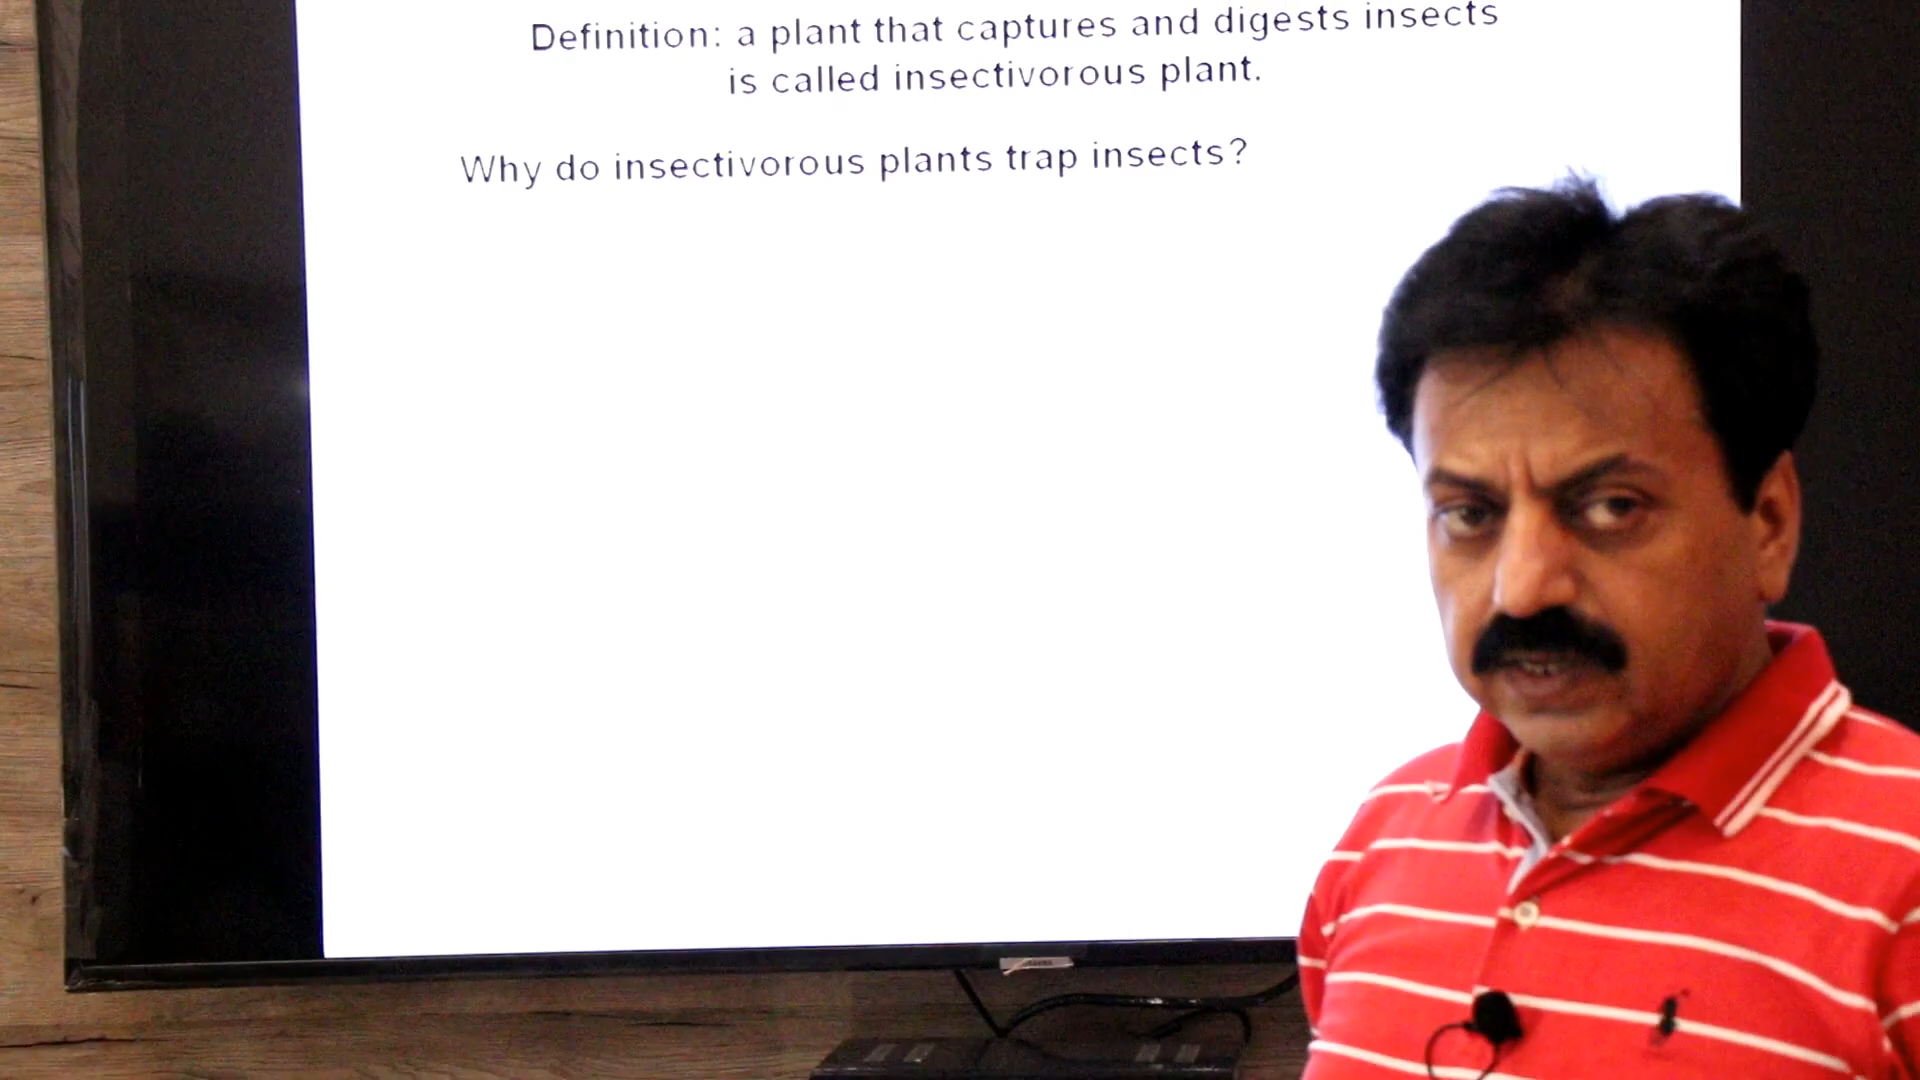 Definition: a plant that captures and digests insects
is called insectivorous plant.
Why do insectivorous plants trap insects?